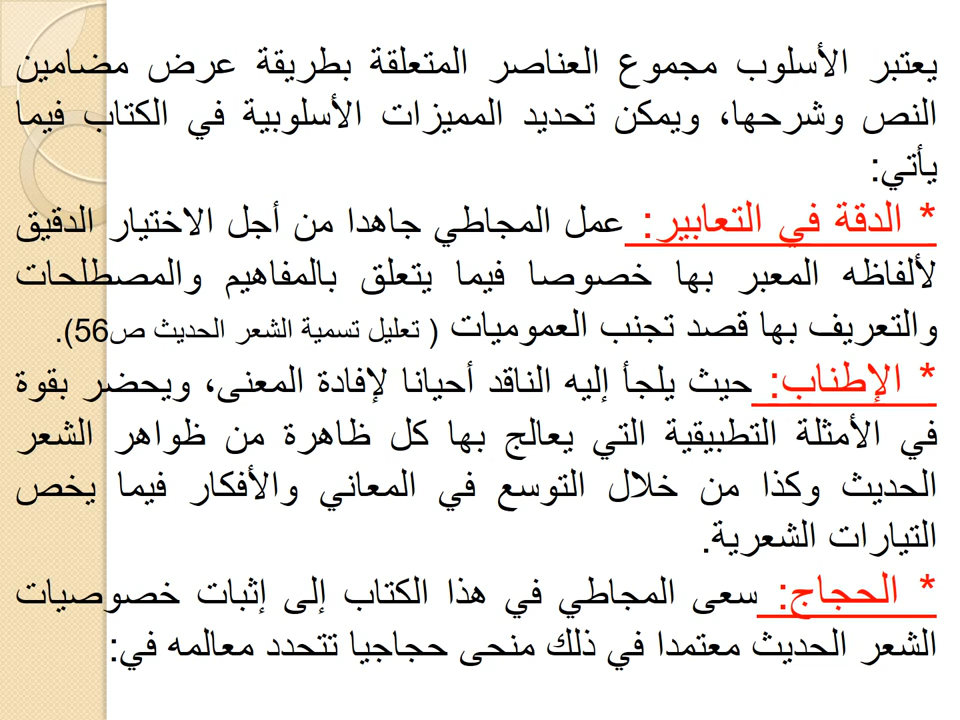 يعتبر الأسلوب مجموع العناصر المتعلقة بطريقة عرض مضامين
النص وشرحها، ويمكن تحديد المميزات الأسلوبية في الكتاب فيما
يأتي:
* الدقة في التعابير: عمل المجاطي جاهدا من أجل الاختيار الدقيق
لألفاظه المعبر بها خصوصا فيما يتعلق بالمفاهيم والمصطلحات
والتعريف بها قصد تجنب العموميات ( تعليل تسمية الشعر الحديث ص56).
* الإطناب: حيث يلجأ إليه الناقد أحيانا لإفادة المعنى، ويحضر بقوة
في الأمثلة التطبيقية التي يعالج بها كل ظاهرة من ظواهر الشعر
الحديث وكذا من خلال التوسع في المعاني والأفكار فيما يخص
التيارات الشعرية.
* الحجاج: سعى المجاطي في هذا الكتاب إلى إثبات خصوصيات
الشعر الحديث معتمدا في ذلك منحى حجاجيا تتحدد معالمه في: